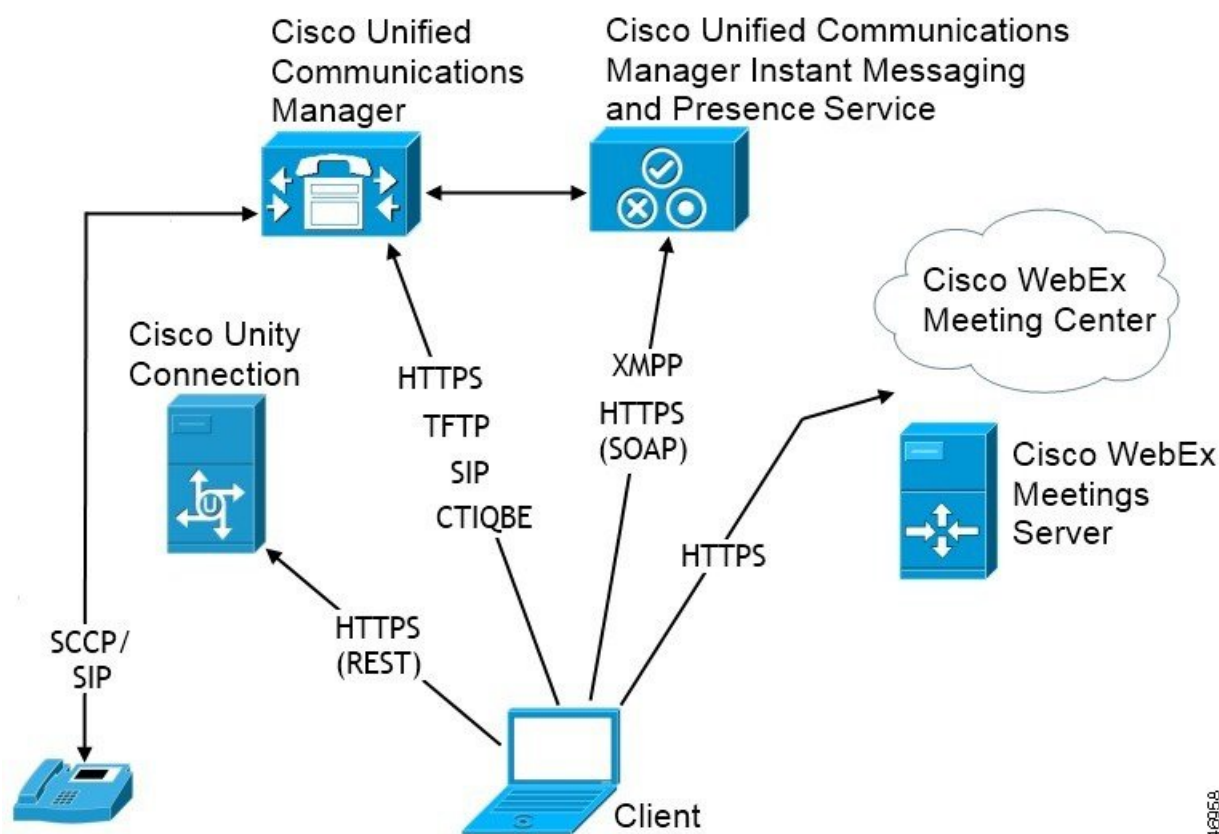 Cisco Unified
Communications
Manager
Cisco Unified Communications
Manager Instant Messaging
and Presence Service
Cisco WebEx
Meeting Center
Cisco Unity
Connection
U
HTTPS
TFTP
SIP
CTIQBE
XMPP
HTTPS
(SOAP)
Cisco WebEx
Meetings
Server
HTTPS
HTTPS
(REST)
SCCP/
SIP
Client